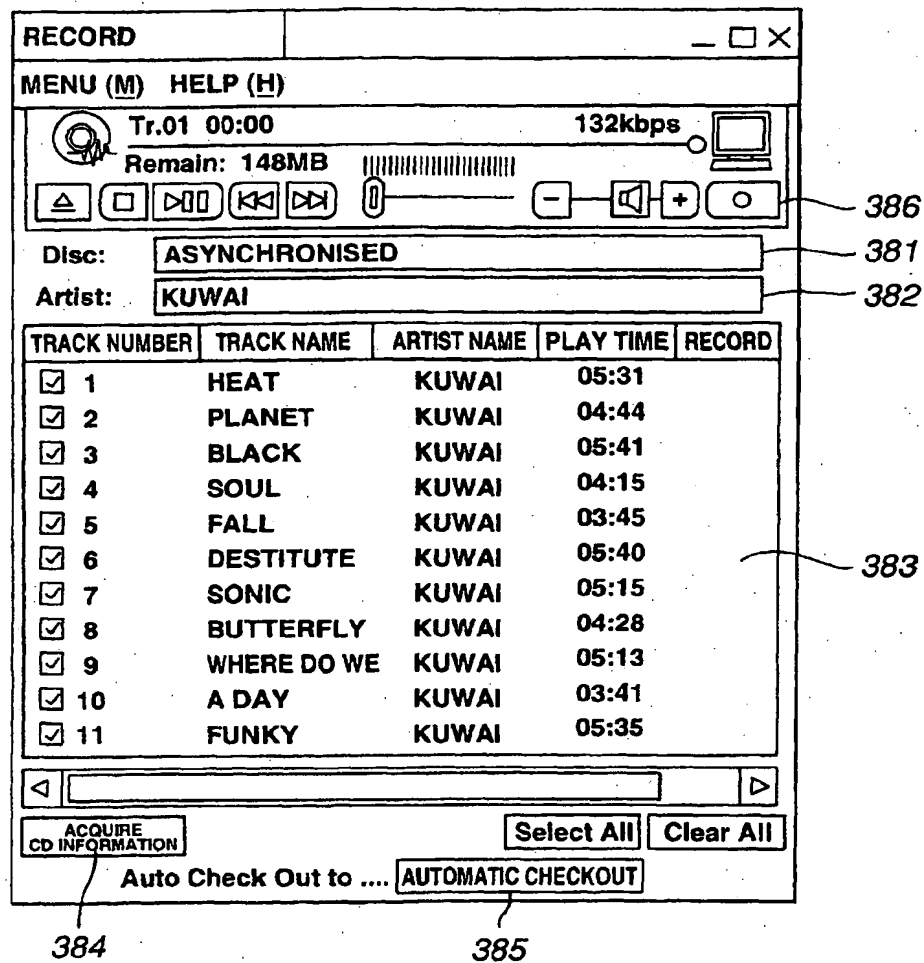 RECORD
MENU (M) HELP (H)
Tr.01 00:00 132kbps
Remain: 148MB
386
Disc: ASYNCHRONISED 381
Artist: KUWAI 382
TRACK NUMBER TRACK NAME ARTIST NAME PLAY TIME RECORD
1 HEAT KUWAI 05:31
2 PLANET KUWAI 04:44
3 BLACK KUWAI 05:41
4 SOUL KUWAI 04:15
5 FALL KUWAI 03:45
6 DESTITUTE KUWAI 05:40
383
7 SONIC KUWAI 05:15
8 BUTTERFLY KUWAI 04:28
9 WHERE DO WE KUWAI 05:13
10 A DAY KUWAI 03:41
11 FUNKY KUWAI 05:35
ACQUIRE
CD INFORMATION
Select All Clear All
Auto Check Out to .... AUTOMATIC CHECKOUT
384 385